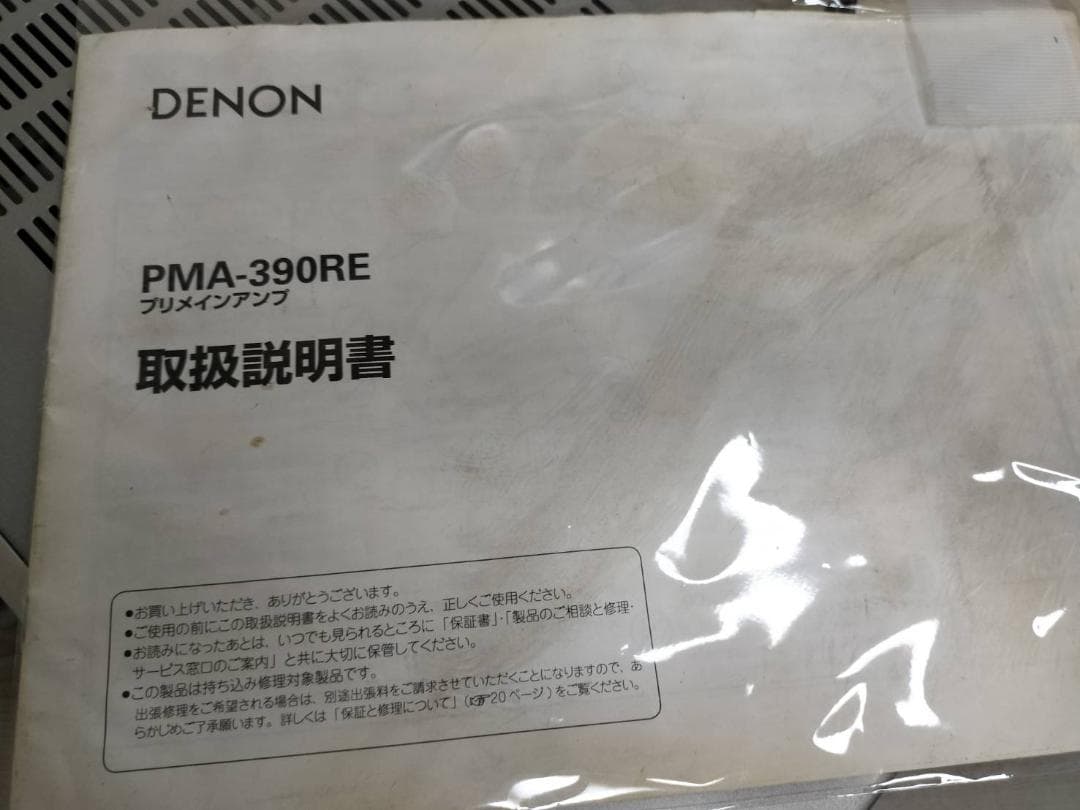 DENON
PMA-390RE
プリメインアンプ
取扱説明書
●お買い上げいただき、ありがとうございます。
●ご使用の前にこの取扱説明書をよくお読みのうえ、正しくご使用ください。
●お読みになったあとは、いつでも見られるところに「保証書」・「製品のご相談と修理・
サービス窓口のご案内」と共に大切に保管してください。
●この製品は持ち込み修理対象製品です。
出張修理をご希望される場合は、別途出張料をご請求させていただくことになりますので、あ
らかじめご了承願います。詳しくは「保証と修理について」(☞20ページ)をご覧ください。